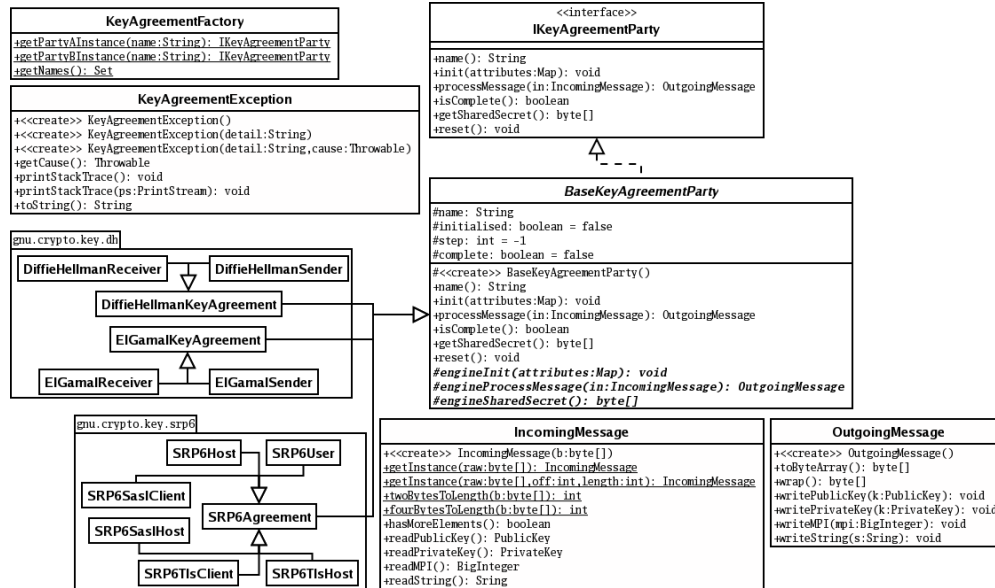 KeyAgreementFactory
+getPartyAInstance(name:String): IKeyAgreementParty
+getPartyBInstance(name:String): IKeyAgreementParty
+getNames(): Set
<<interface>>
IKeyAgreementParty
+name(): String
+init(attributes:Map): void
+processMessage(in:IncomingMessage): OutgoingMessage
+isComplete(): boolean
+getSharedSecret(): byte[]
+reset(): void
KeyAgreementException
+<<create>> KeyAgreementException()
+<<create>> KeyAgreementException(detail:String)
+<<create>> KeyAgreementException(detail:String,cause:Throwable)
+getCause(): Throwable
+printStackTrace(): void
+printStackTrace(ps:PrintStream): void
+toString(): String
BaseKeyAgreementParty
#name: String
#initialised: boolean = false
#step: int = -1
#complete: boolean = false
#<<create>> BaseKeyAgreementParty()
+name(): String
+init(attributes:Map): void
+processMessage(in:IncomingMessage): OutgoingMessage
+isComplete(): boolean
+getSharedSecret(): byte[]
+reset(): void
#engineInit(attributes:Map): void
#engineProcessMessage(in:IncomingMessage): OutgoingMessage
#engineSharedSecret(): byte[]
gnu.crypto.key.dh
DiffieHellmanReceiver
DiffieHellmanSender
DiffieHellmanKeyAgreement
ElGamalKeyAgreement
ElGamalReceiver
ElGamalSender
gnu.crypto.key.srp6
SRP6Host
SRP6User
SRP6SaslClient
SRP6Agreement
SRP6SaslHost
SRP6TlsClient
SRP6TlsHost
IncomingMessage
+<<create>> IncomingMessage(b:byte[])
+getInstance(raw:byte[]): IncomingMessage
+getInstance(raw:byte[],off:int,length:int): IncomingMessage
+twoBytesToLength(b:byte[]): int
+fourBytesToLength(b:byte[]): int
+hasMoreElements(): boolean
+readPublicKey(): PublicKey
+readPrivateKey(): PrivateKey
+readMPI(): BigInteger
+readString(): Sring
OutgoingMessage
+<<create>> OutgoingMessage()
+toByteArray(): byte[]
+wrap(): byte[]
+writePublicKey(k:PublicKey): void
+writePrivateKey(k:PrivateKey): void
+writeMPI(mpi:BigInteger): void
+writeString(s:Sring): void